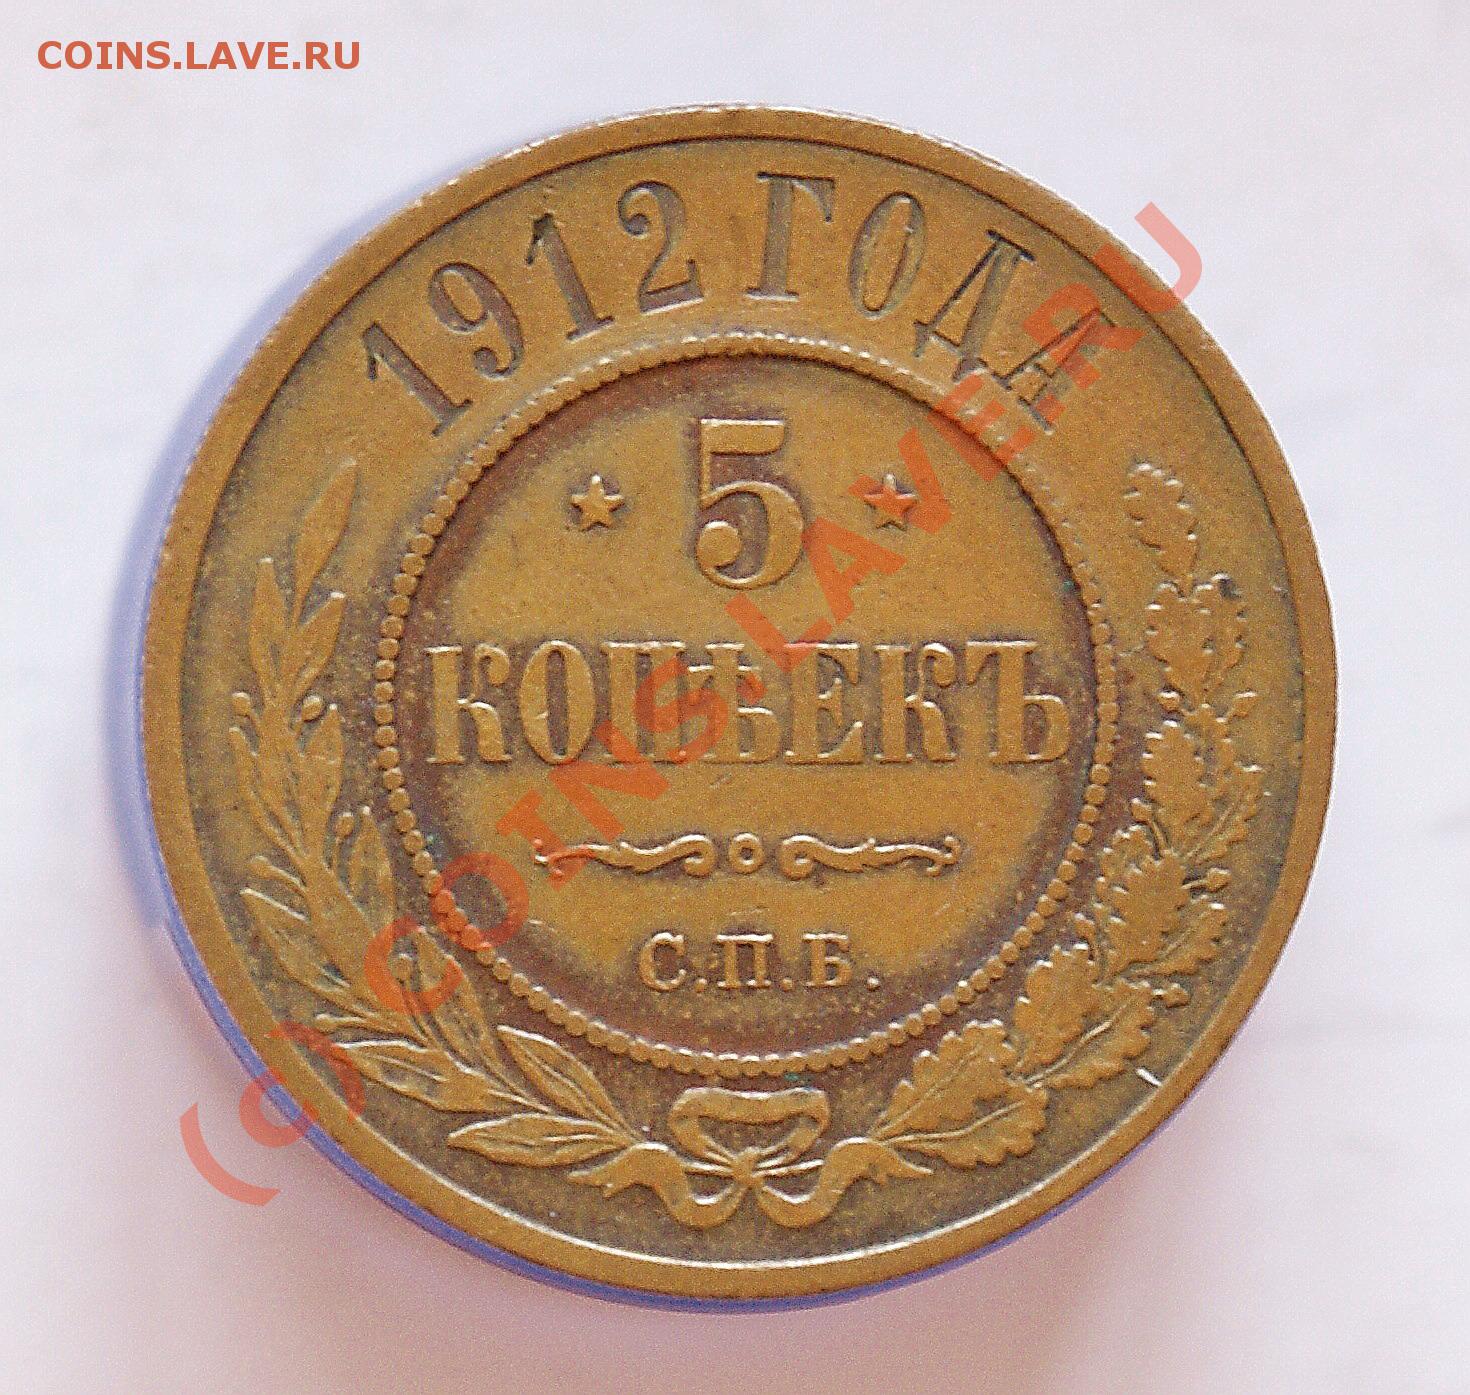 COINS.LAVE.RU
1912 ГОДА
5
КОПѢЕКЪ
С.П.Б.
(c) COINS.LAVE.RU